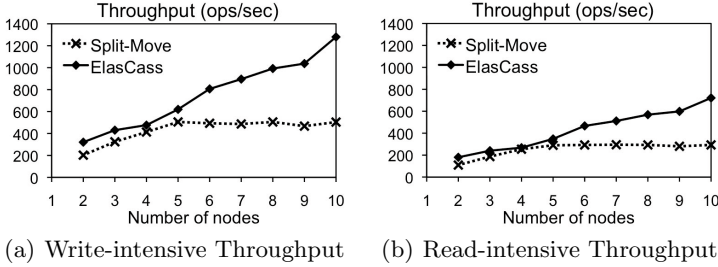 Throughput (ops/sec)
1400
1200
1000
800
600
400
200
0
Split-Move
ElasCass
1 2 3 4 5 6 7 8 9 10
Number of nodes
(a) Write-intensive Throughput
Throughput (ops/sec)
1400
1200
1000
800
600
400
200
0
Split-Move
ElasCass
1 2 3 4 5 6 7 8 9 10
Number of nodes
(b) Read-intensive Throughput